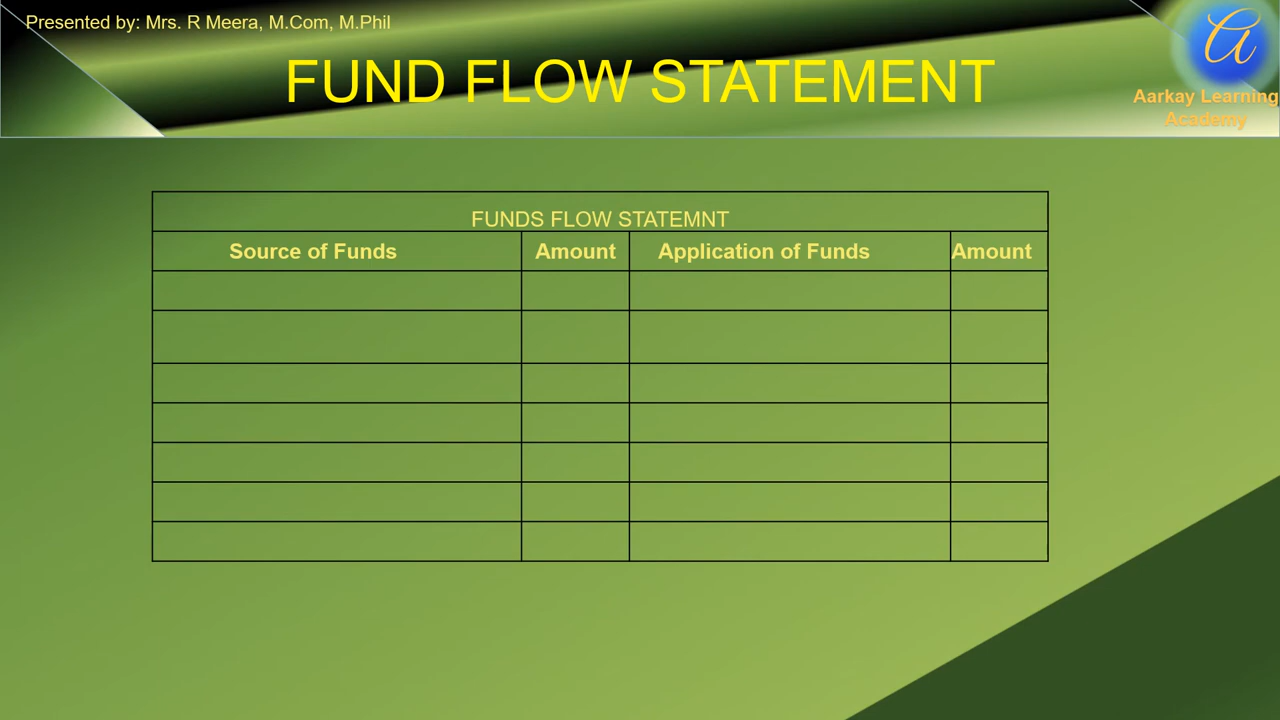 Presented by: Mrs. R Meera, M.Com, M.Phil
FUND FLOW STATEMENT
a
Aarkay Learning
Academy
FUNDS FLOW STATEMNT
Source of Funds Amount Application of Funds Amount